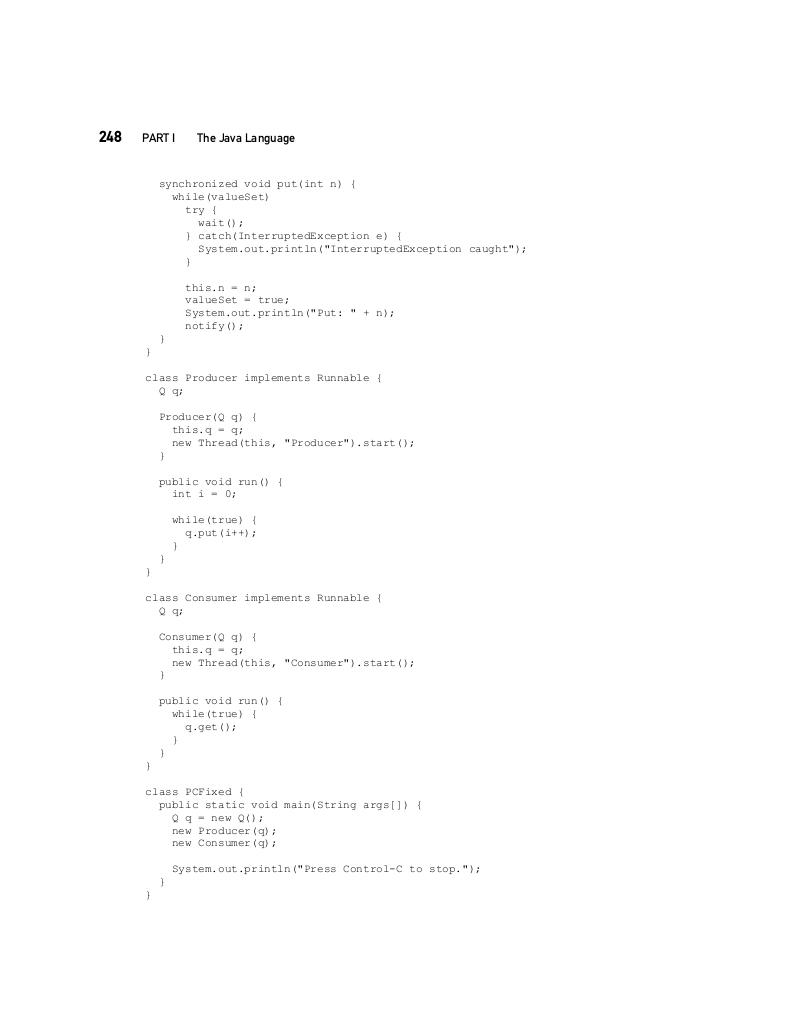 248 PART I The Java Language
synchronized void put(int n) {
while(valueSet)
try {
wait();
} catch(InterruptedException e) {
System.out.println("InterruptedException caught");
}
this.n = n;
valueSet = true;
System.out.println("Put: " + n);
notify();
}
}
class Producer implements Runnable {
Q q;
Producer(Q q) {
this.q = q;
new Thread(this, "Producer").start();
}
public void run() {
int i = 0;
while(true) {
q.put(i++);
}
}
}
class Consumer implements Runnable {
Q q;
Consumer(Q q) {
this.q = q;
new Thread(this, "Consumer").start();
}
public void run() {
while(true) {
q.get();
}
}
}
class PCFixed {
public static void main(String args[]) {
Q q = new Q();
new Producer(q);
new Consumer(q);
System.out.println("Press Control-C to stop.");
}
}